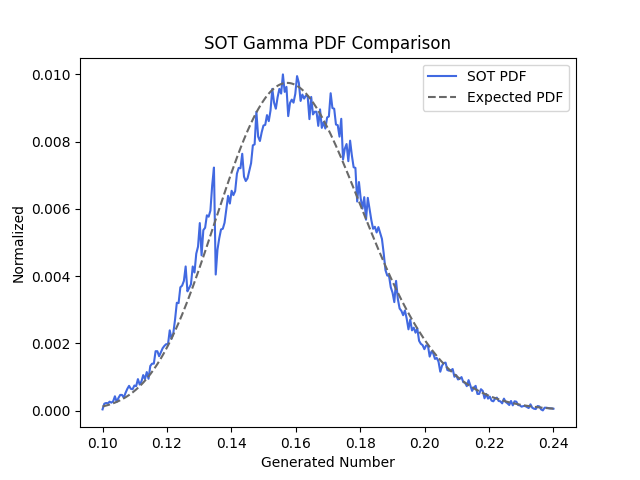 SOT Gamma PDF Comparison
SOT PDF
Expected PDF
0.010
0.008
0.006
0.004
0.002
0.000
Normalized
0.10 0.12 0.14 0.16 0.18 0.20 0.22 0.24
Generated Number